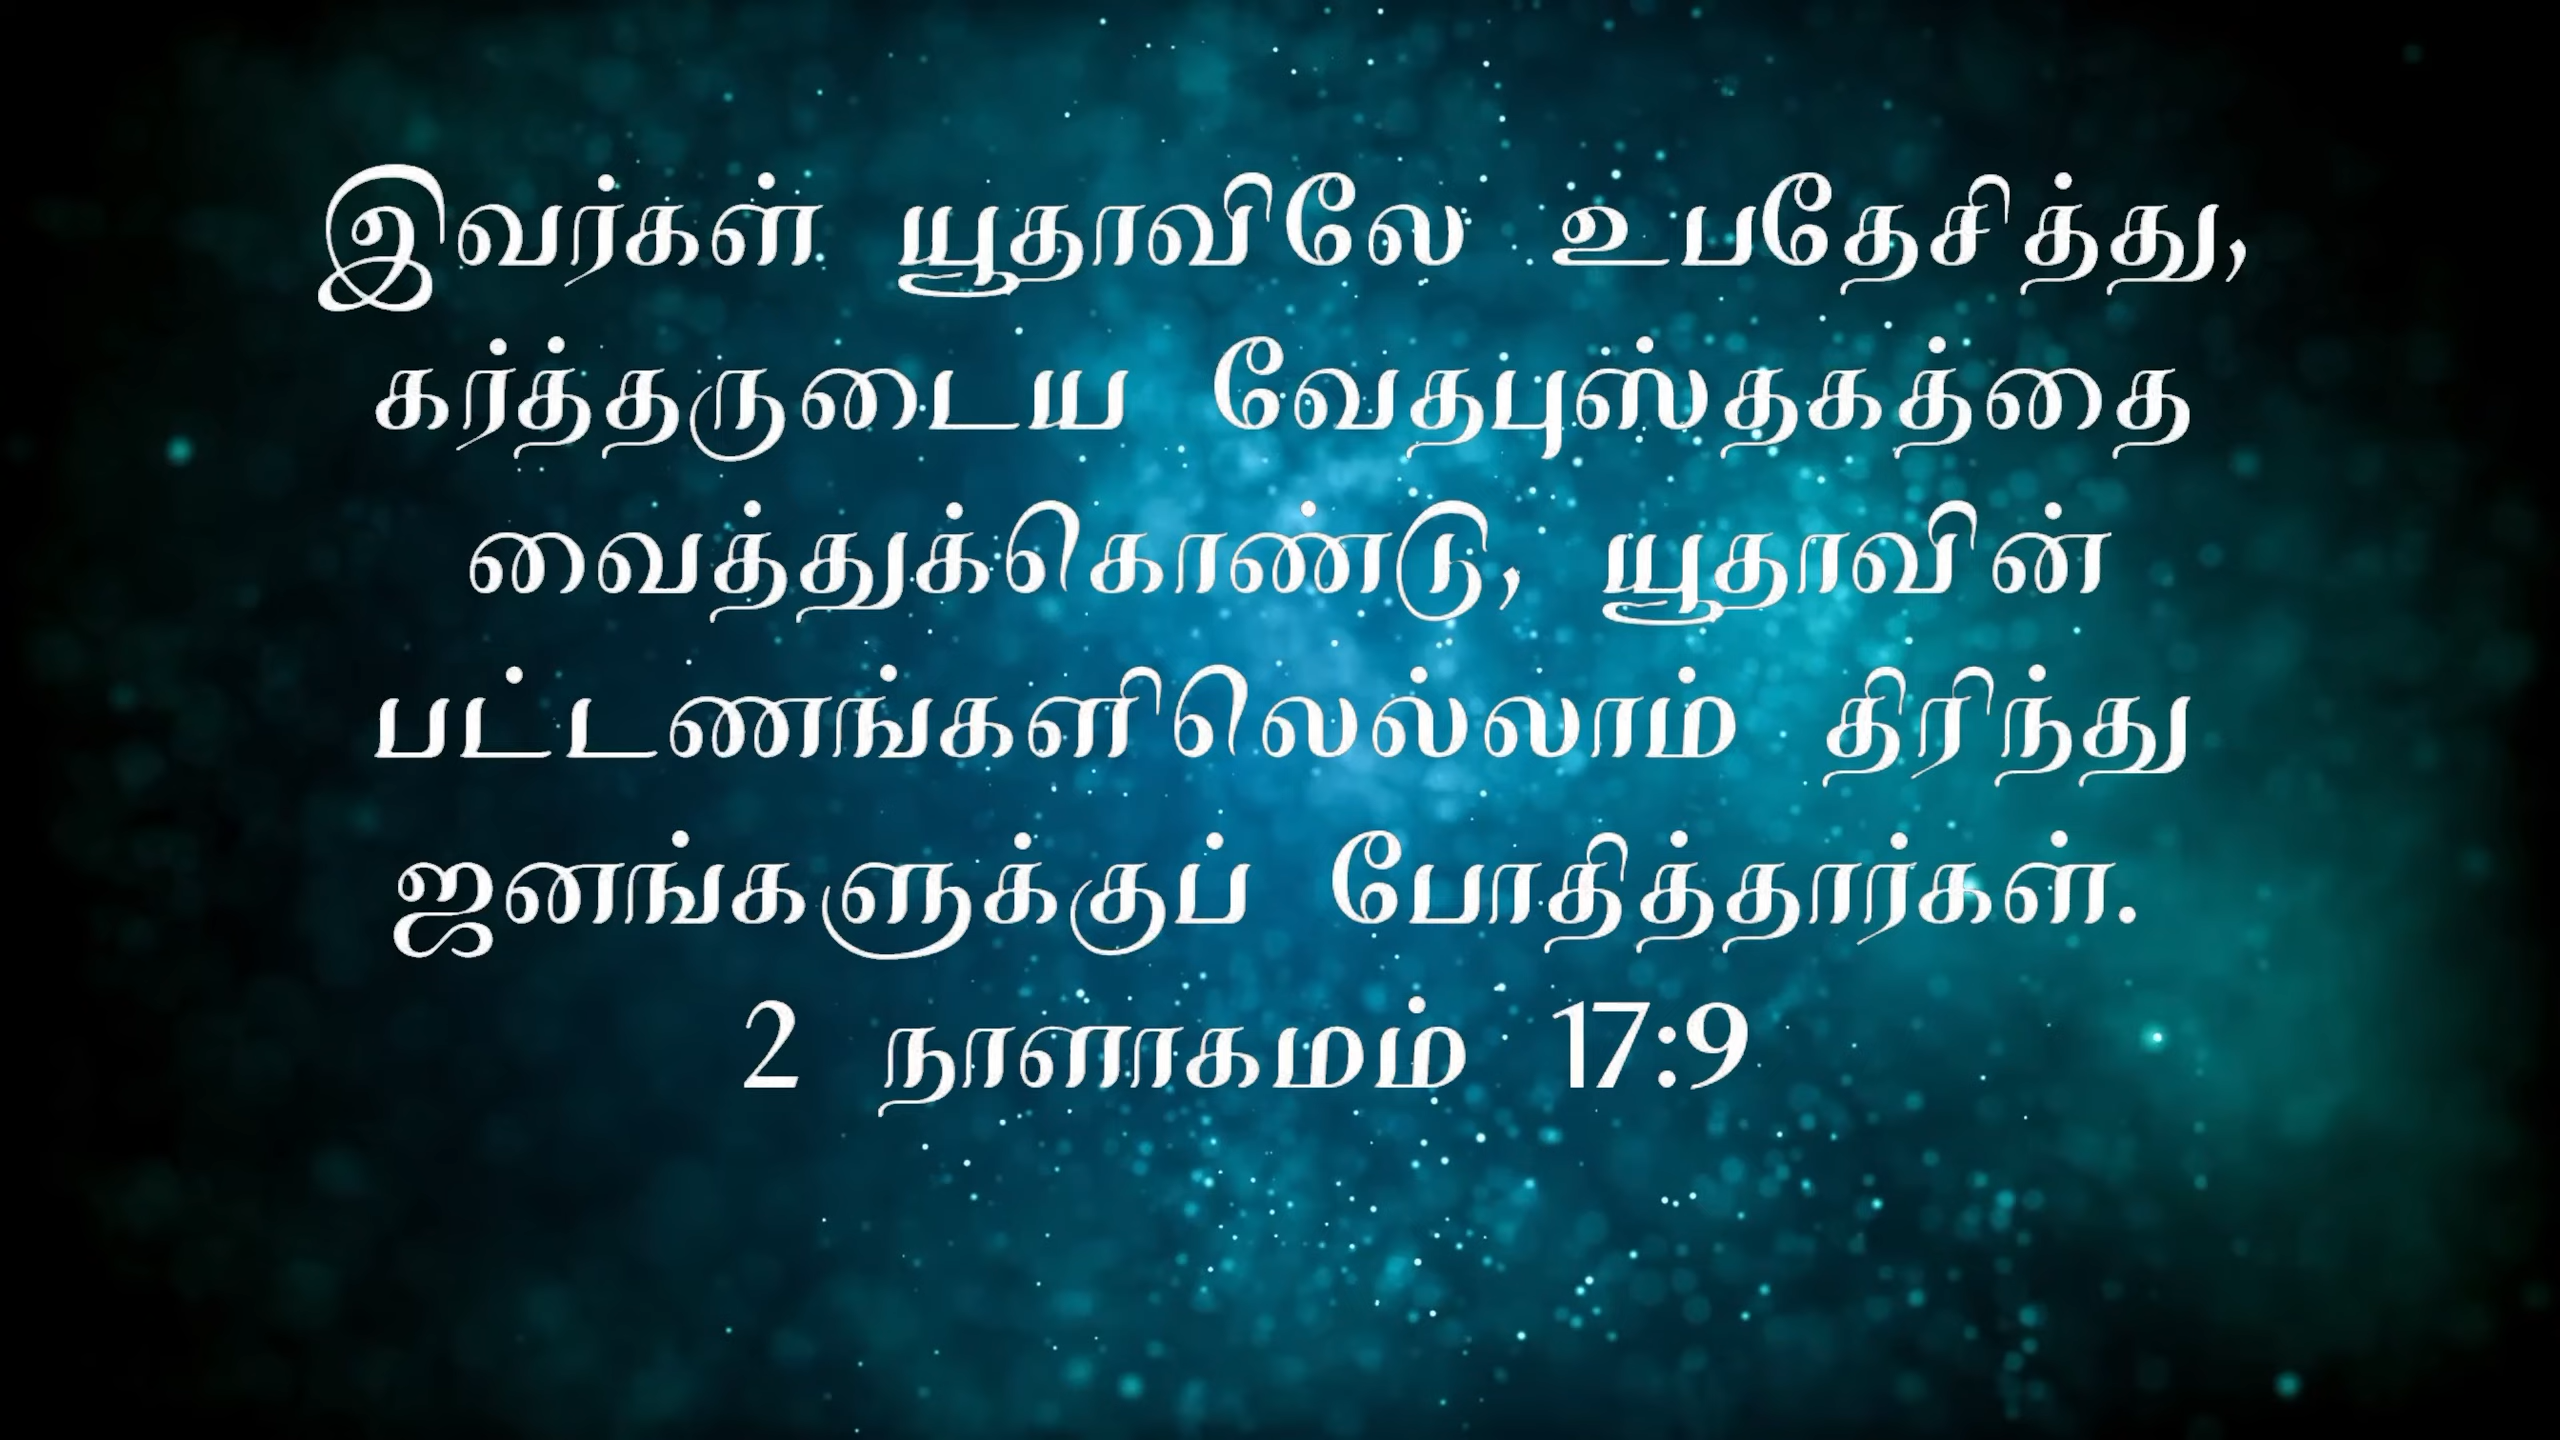 இவர்கள் யூதாவிலே உபதேசித்து,
கர்த்தருடைய வேதபுஸ்தகத்தை
வைத்துக்கொண்டு, யூதாவின்
பட்டணங்களிலெல்லாம் திரிந்து
ஜனங்களுக்குப் போதித்தார்கள்.
2 நாளாகமம் 17:9